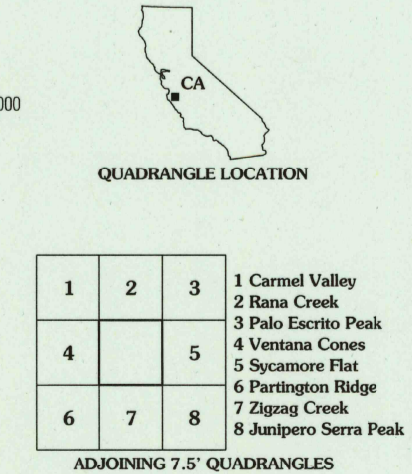 000
CA
QUADRANGLE LOCATION
1 2 3
4 5
6 7 8
1 Carmel Valley
2 Rana Creek
3 Palo Escrito Peak
4 Ventana Cones
5 Sycamore Flat
6 Partington Ridge
7 Zigzag Creek
8 Junipero Serra Peak
ADJOINING 7.5' QUADRANGLES